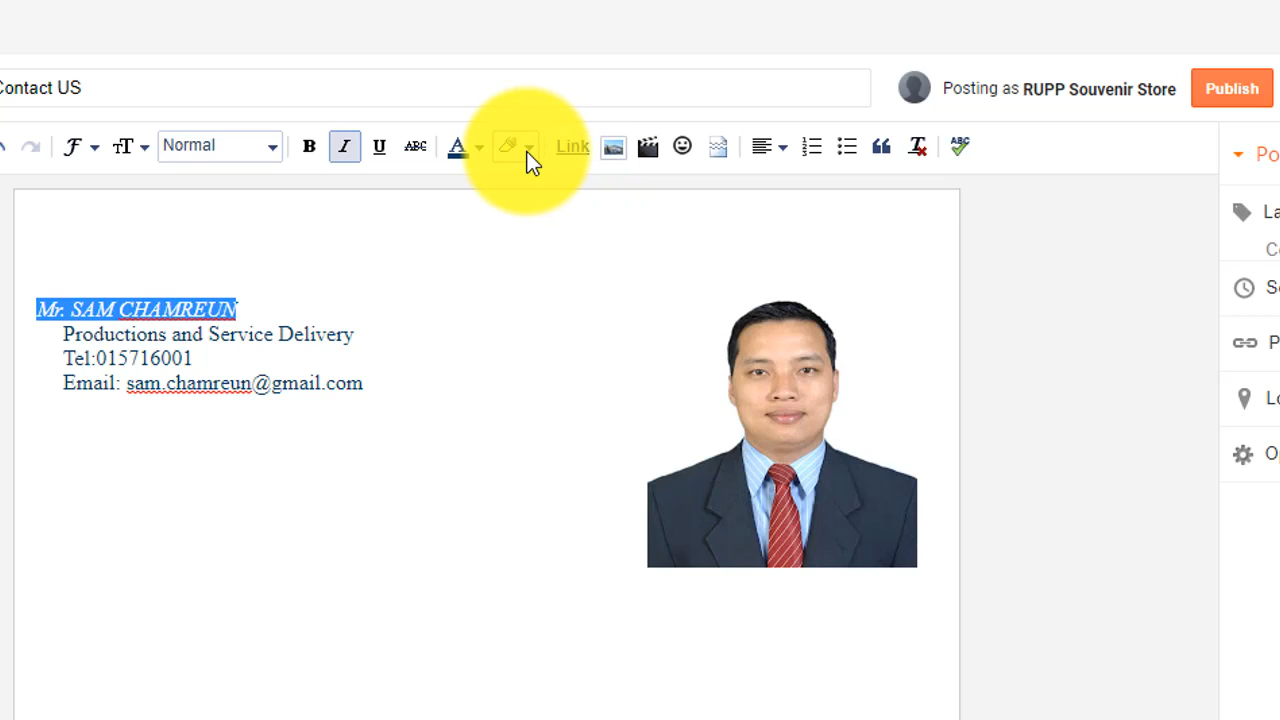 Contact US
Posting as RUPP Souvenir Store
Publish
Normal
B I U ABC A Link
Mr. SAM CHAMREUN
Productions and Service Delivery
Tel:015716001
Email: sam.chamreun@gmail.com